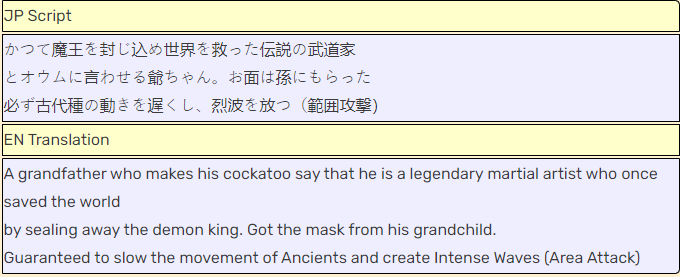 JP Script
かつて魔王を封じ込め世界を救った伝説の武道家
とオウムに言わせる爺ちゃん。お面は孫にもらった
必ず古代種の動きを遅くし、烈波を放つ（範囲攻撃)
EN Translation
A grandfather who makes his cockatoo say that he is a legendary martial artist who once
saved the world
by sealing away the demon king. Got the mask from his grandchild.
Guaranteed to slow the movement of Ancients and create Intense Waves (Area Attack)